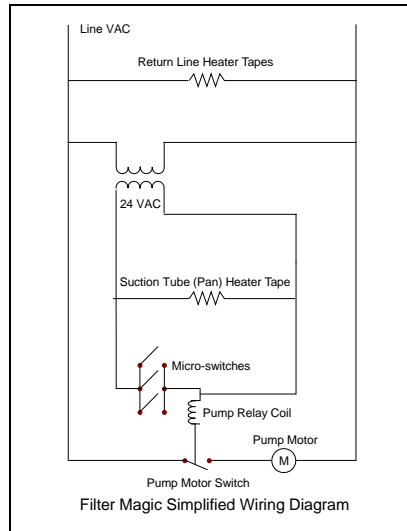 Line VAC
Return Line Heater Tapes
24 VAC
Suction Tube (Pan) Heater Tape
Micro-switches
Pump Relay Coil
Pump Motor
M
Pump Motor Switch
Filter Magic Simplified Wiring Diagram